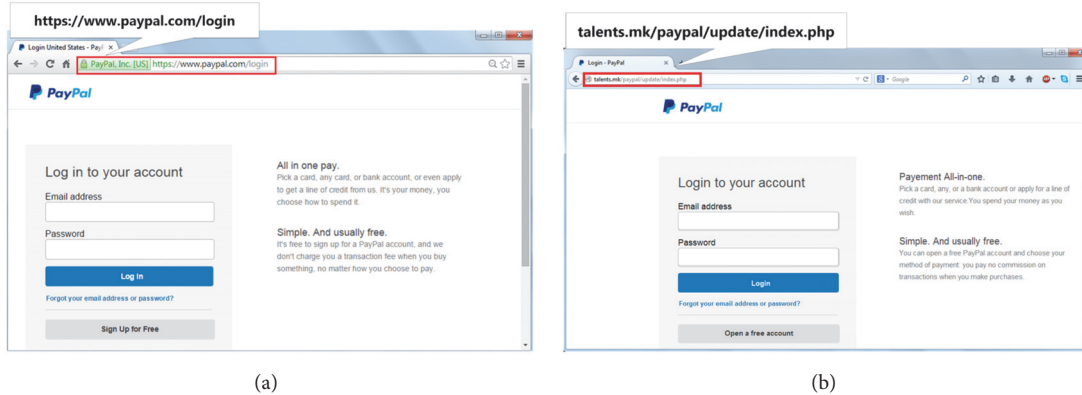 https://www.paypal.com/login
Login United States - Pay
PayPal, Inc. [US] https://www.paypal.com/login
PayPal
Log in to your account
Email address
Password
Log In
Forgot your email address or password?
Sign Up for Free
All in one pay.
Pick a card, any card, or bank account, or even apply
to get a line of credit from us. It's your money, you
choose how to spend it.
Simple. And usually free.
It's free to sign up for a PayPal account, and we
don't charge you a transaction fee when you buy
something, no matter how you choose to pay.
(a)
talents.mk/paypal/update/index.php
Login - PayPal
talents.mk/paypal/update/index.php
Google
PayPal
Login to your account
Email address
Password
Login
Forgot your email address or password?
Open a free account
Payement All-in-one.
Pick a card, any, or a bank account or apply for a line of
credit with our service.You spend your money as you
wish.
Simple. And usually free.
You can open a free PayPal account and choose your
method of payment: you pay no commission on
transactions when you make purchases.
(b)